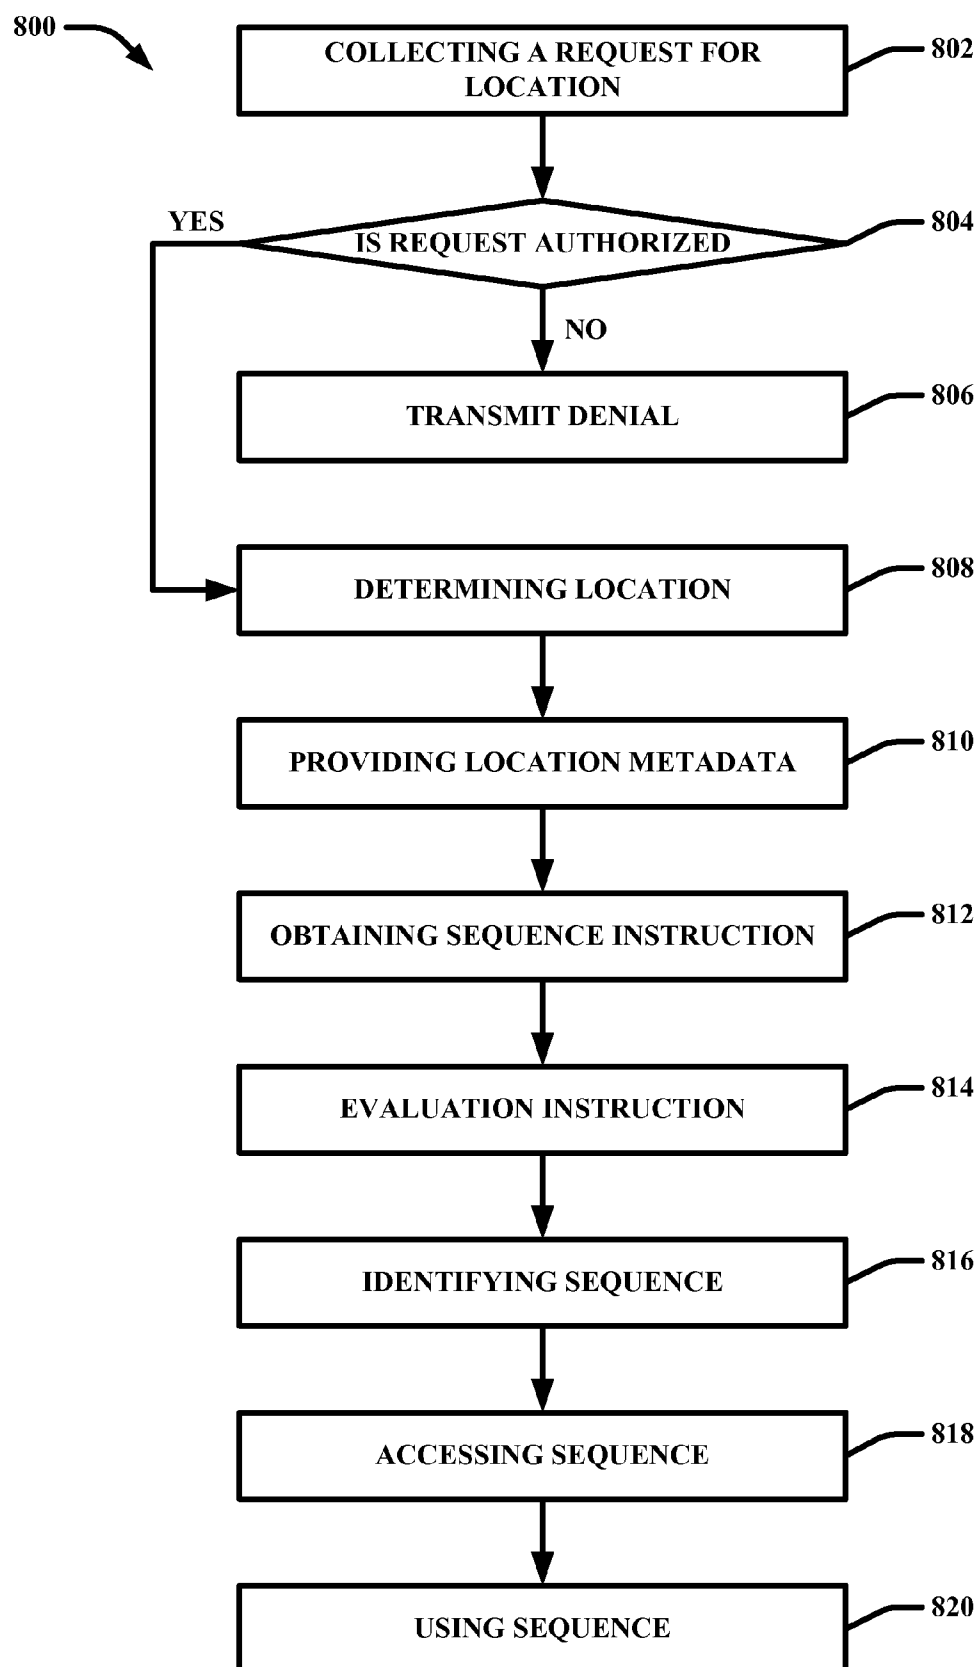 800
COLLECTING A REQUEST FOR
LOCATION
802
YES
IS REQUEST AUTHORIZED
804
NO
TRANSMIT DENIAL
806
DETERMINING LOCATION
808
PROVIDING LOCATION METADATA
810
OBTAINING SEQUENCE INSTRUCTION
812
EVALUATION INSTRUCTION
814
IDENTIFYING SEQUENCE
816
ACCESSING SEQUENCE
818
USING SEQUENCE
820